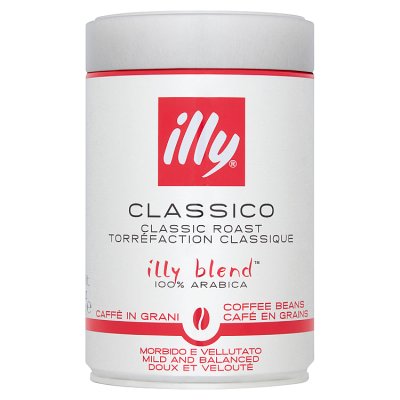 illy®
CLASSICO
CLASSIC ROAST
TORRÉFACTION CLASSIQUE
illy blend™
100% ARABICA
CAFFÈ IN GRANI
COFFEE BEANS
CAFÉ EN GRAINS
MORBIDO E VELLUTATO
MILD AND BALANCED
DOUX ET VELOUTÉ